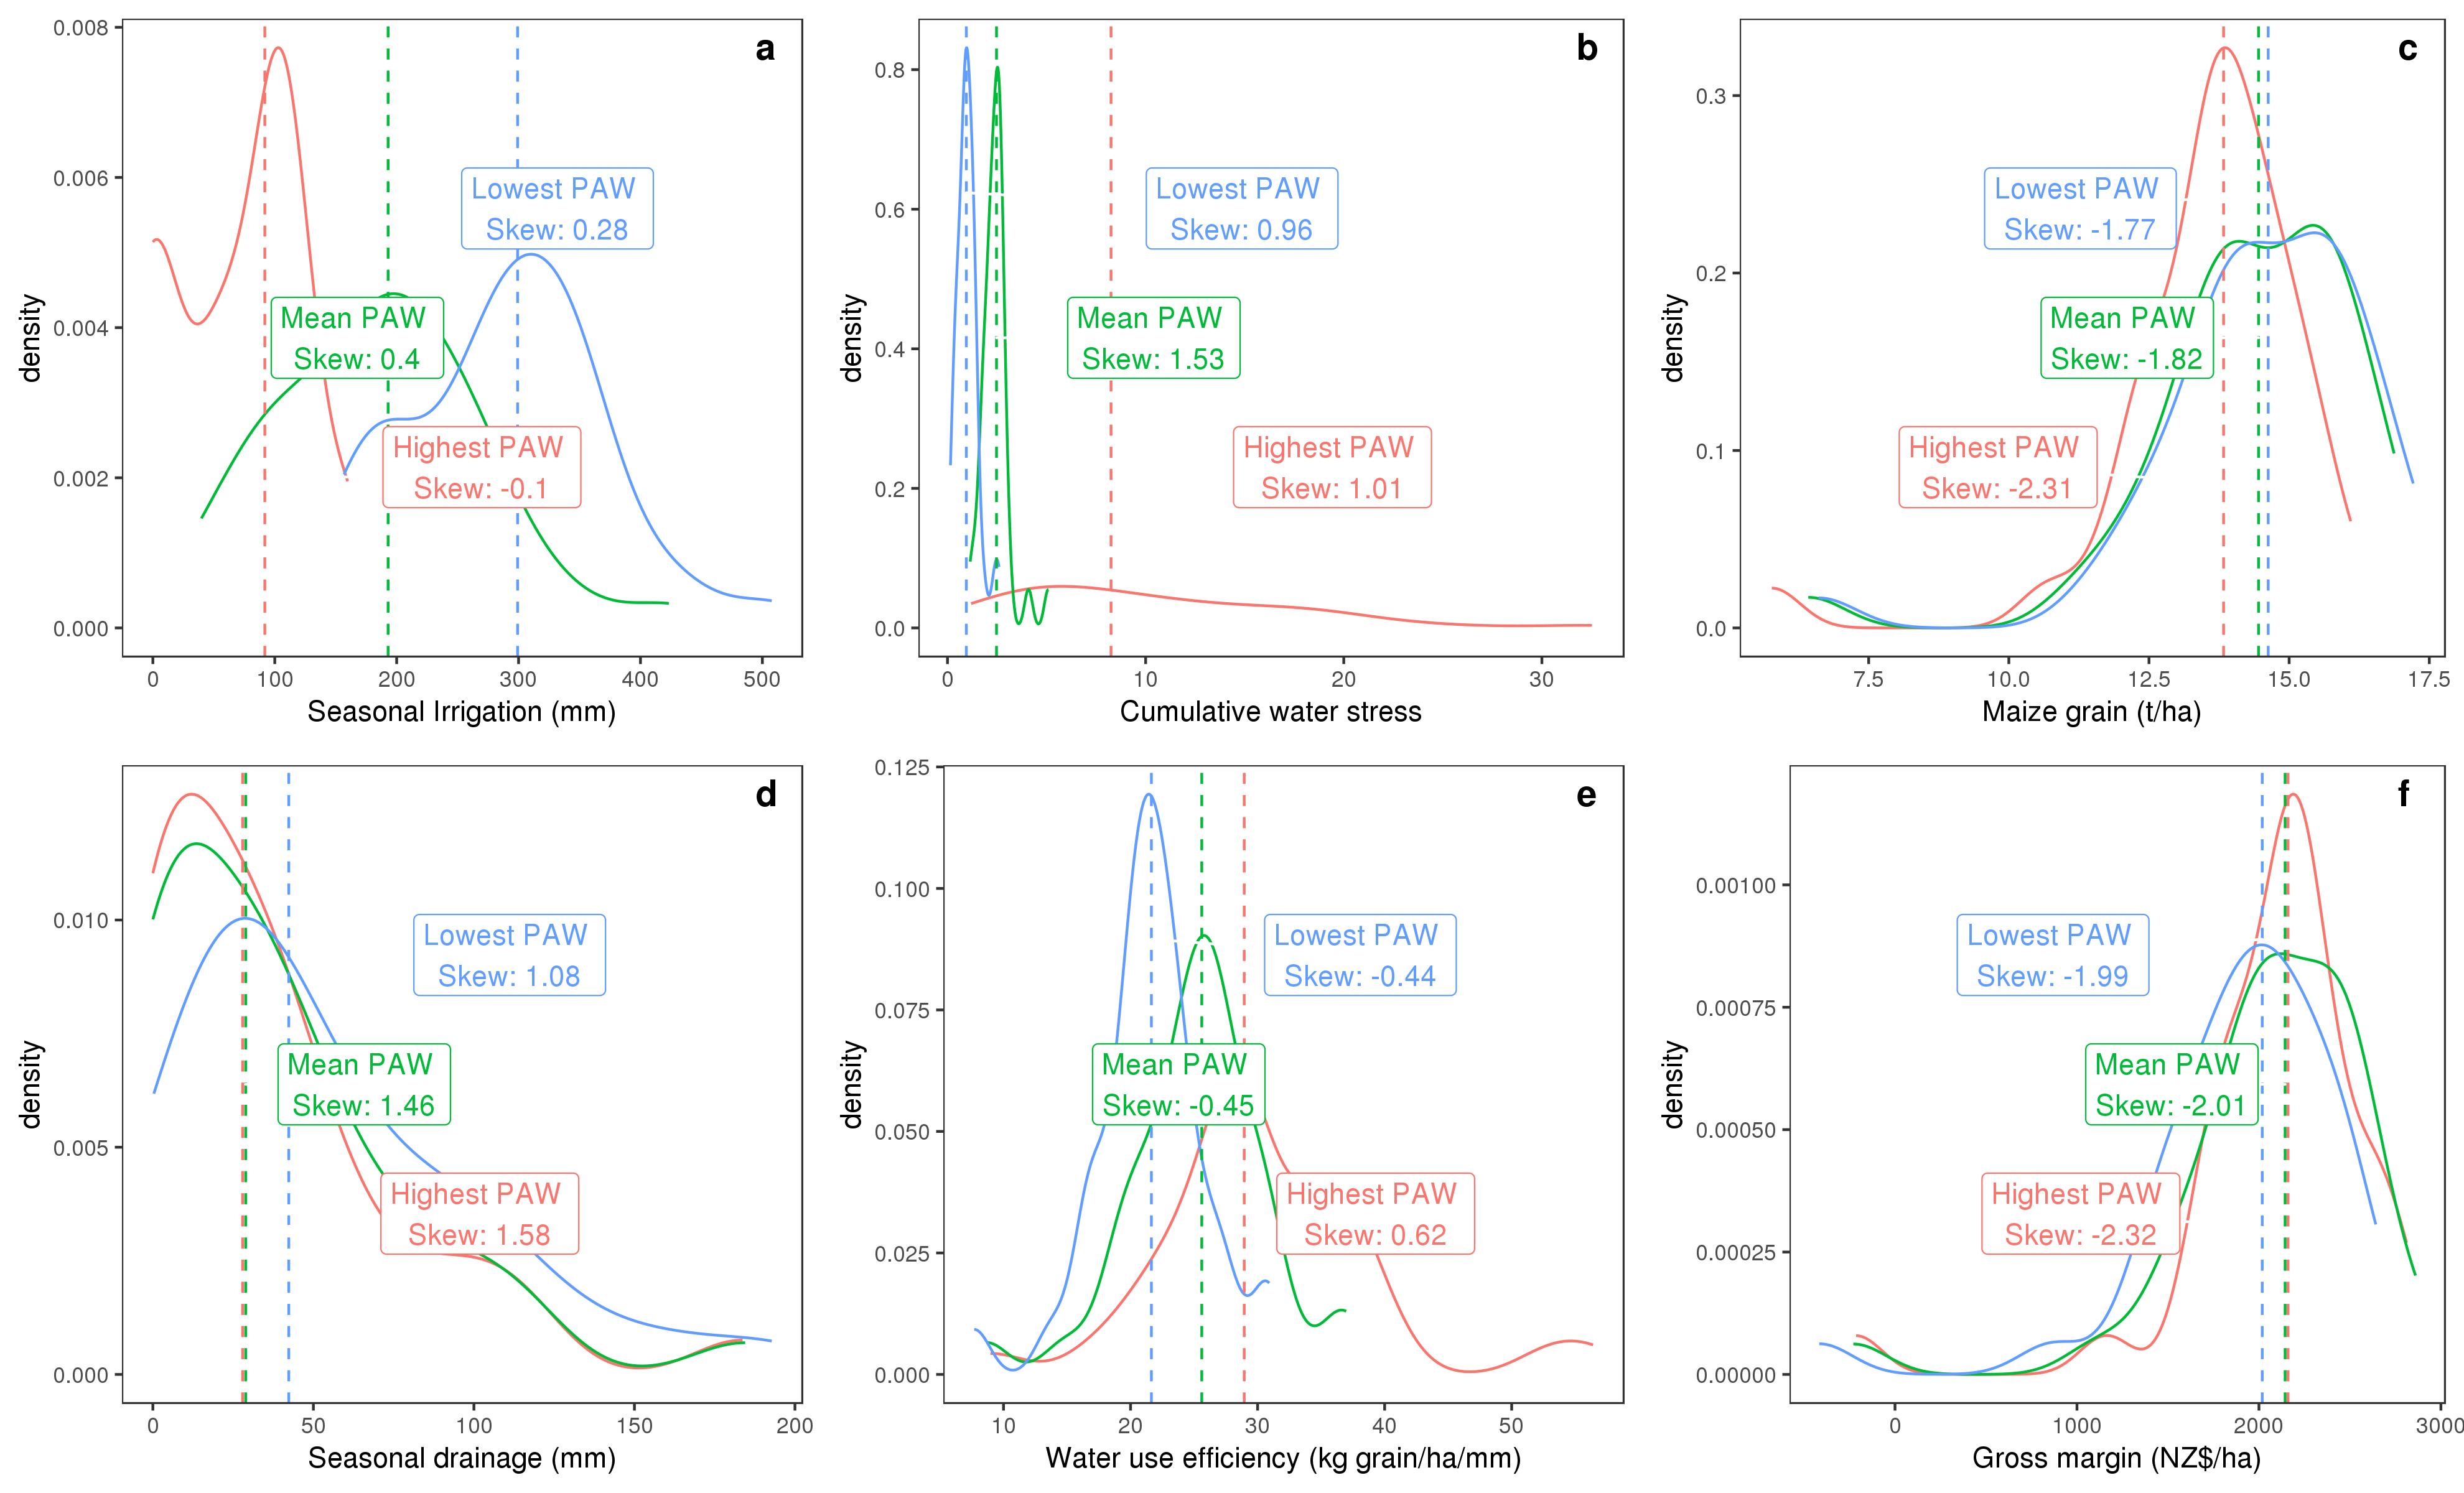 a
0.008
0.006
0.004
0.002
0.000
density
Lowest PAW
Skew: 0.28
Mean PAW
Skew: 0.4
Highest PAW
Skew: -0.1
0 100 200 300 400 500
Seasonal Irrigation (mm)
b
0.8
0.6
0.4
0.2
0.0
density
Lowest PAW
Skew: 0.96
Mean PAW
Skew: 1.53
Highest PAW
Skew: 1.01
0 10 20 30
Cumulative water stress
c
0.3
0.2
0.1
0.0
density
Lowest PAW
Skew: -1.77
Mean PAW
Skew: -1.82
Highest PAW
Skew: -2.31
7.5 10.0 12.5 15.0 17.5
Maize grain (t/ha)
d
0.010
0.005
0.000
density
Lowest PAW
Skew: 1.08
Mean PAW
Skew: 1.46
Highest PAW
Skew: 1.58
0 50 100 150 200
Seasonal drainage (mm)
e
0.125
0.100
0.075
0.050
0.025
0.000
density
Lowest PAW
Skew: -0.44
Mean PAW
Skew: -0.45
Highest PAW
Skew: 0.62
10 20 30 40 50
Water use efficiency (kg grain/ha/mm)
f
0.00100
0.00075
0.00050
0.00025
0.00000
density
Lowest PAW
Skew: -1.99
Mean PAW
Skew: -2.01
Highest PAW
Skew: -2.32
0 1000 2000 3000
Gross margin (NZ$/ha)